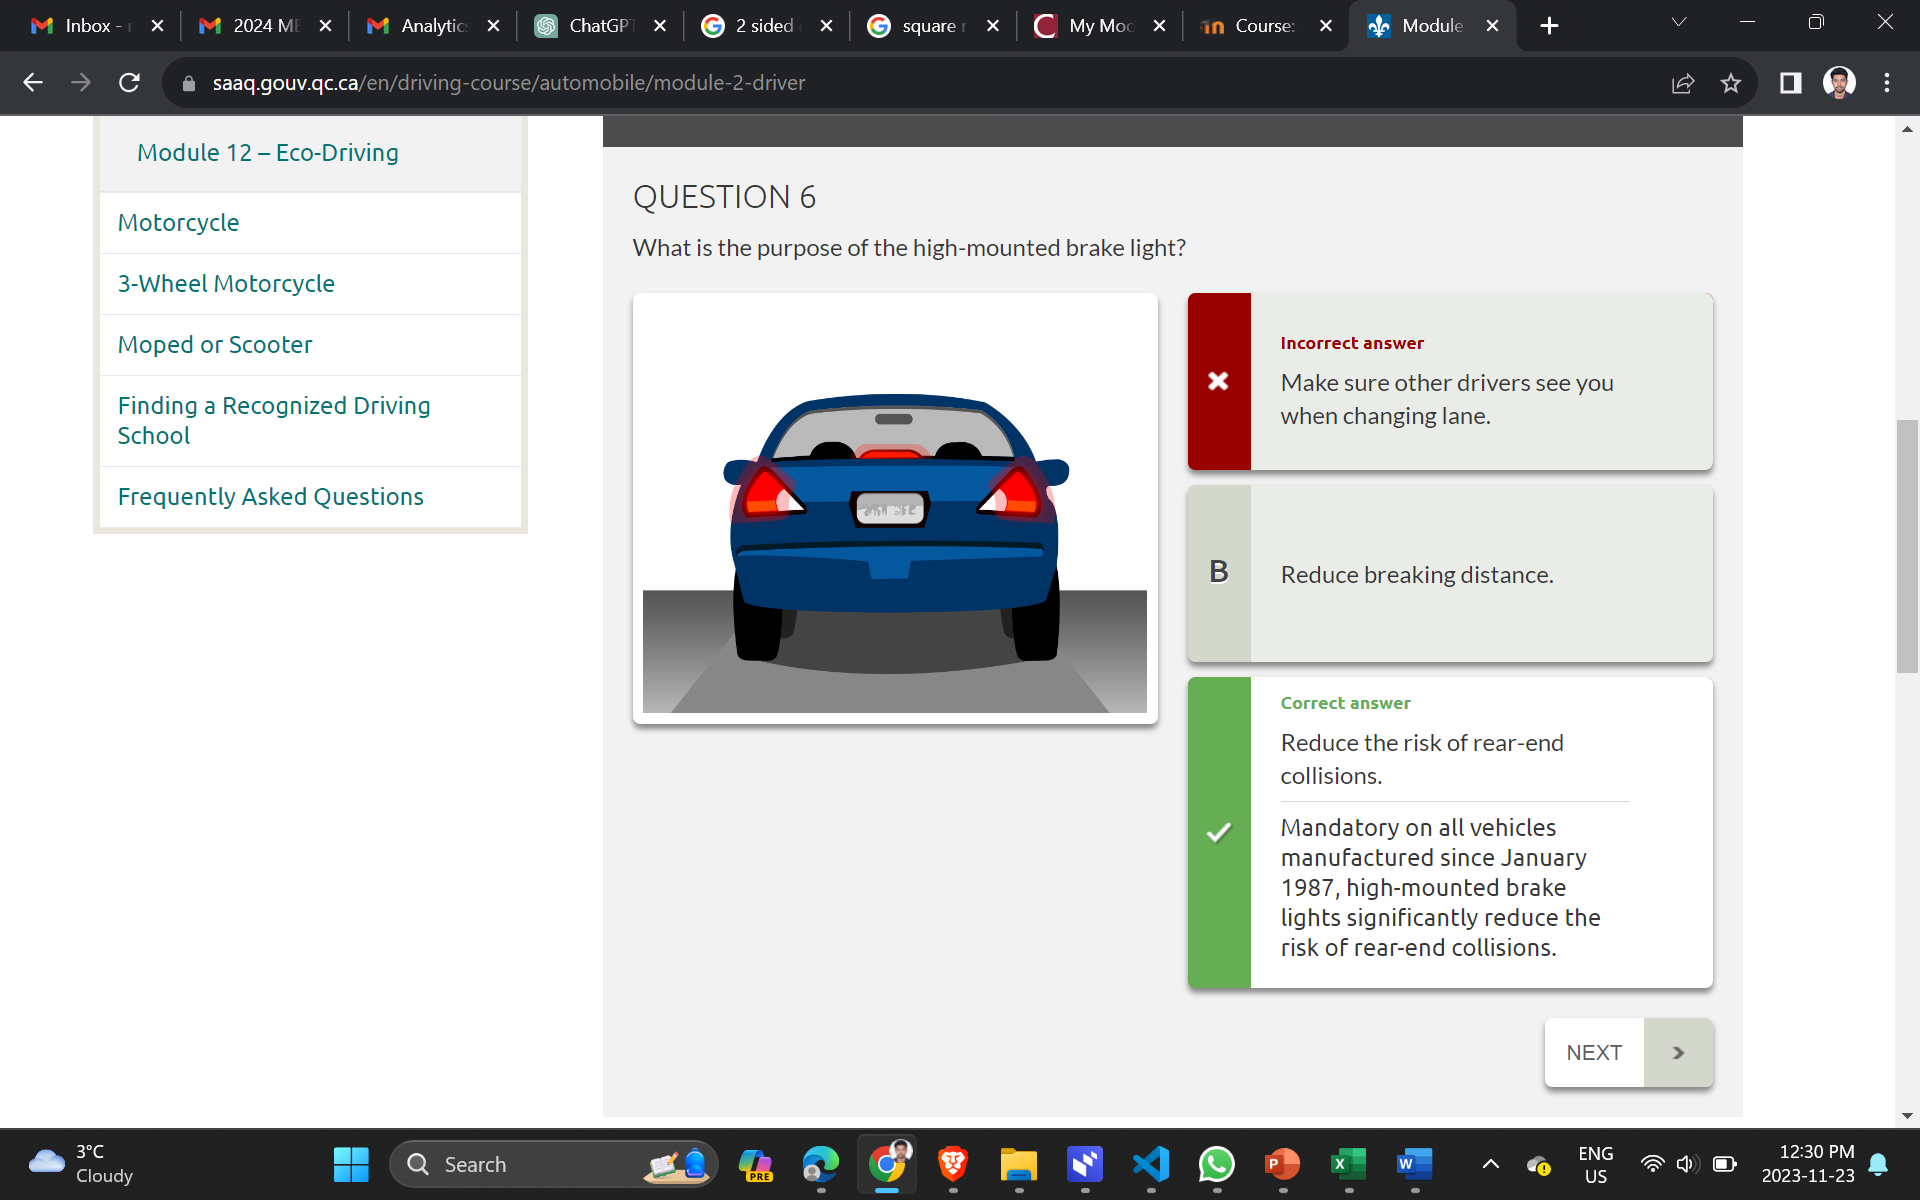 Inbox -
2024 ME
Analytic
ChatGPT
2 sided
square r
My Moo
Course:
Module
saaq.gouv.qc.ca/en/driving-course/automobile/module-2-driver
Module 12 – Eco-Driving
Motorcycle
3-Wheel Motorcycle
Moped or Scooter
Finding a Recognized Driving
School
Frequently Asked Questions
QUESTION 6
What is the purpose of the high-mounted brake light?
Incorrect answer
Make sure other drivers see you
when changing lane.
B
Reduce breaking distance.
Correct answer
Reduce the risk of rear-end
collisions.
Mandatory on all vehicles
manufactured since January
1987, high-mounted brake
lights significantly reduce the
risk of rear-end collisions.
NEXT
3°C
Cloudy
Search
PRE
ENG
US
12:30 PM
2023-11-23